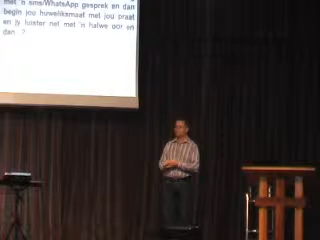 met 'n sms/WhatsApp gesprek en dan
begin jou huweliksmaat met jou praat
en jy luister net met 'n halwe oor en
dan...?